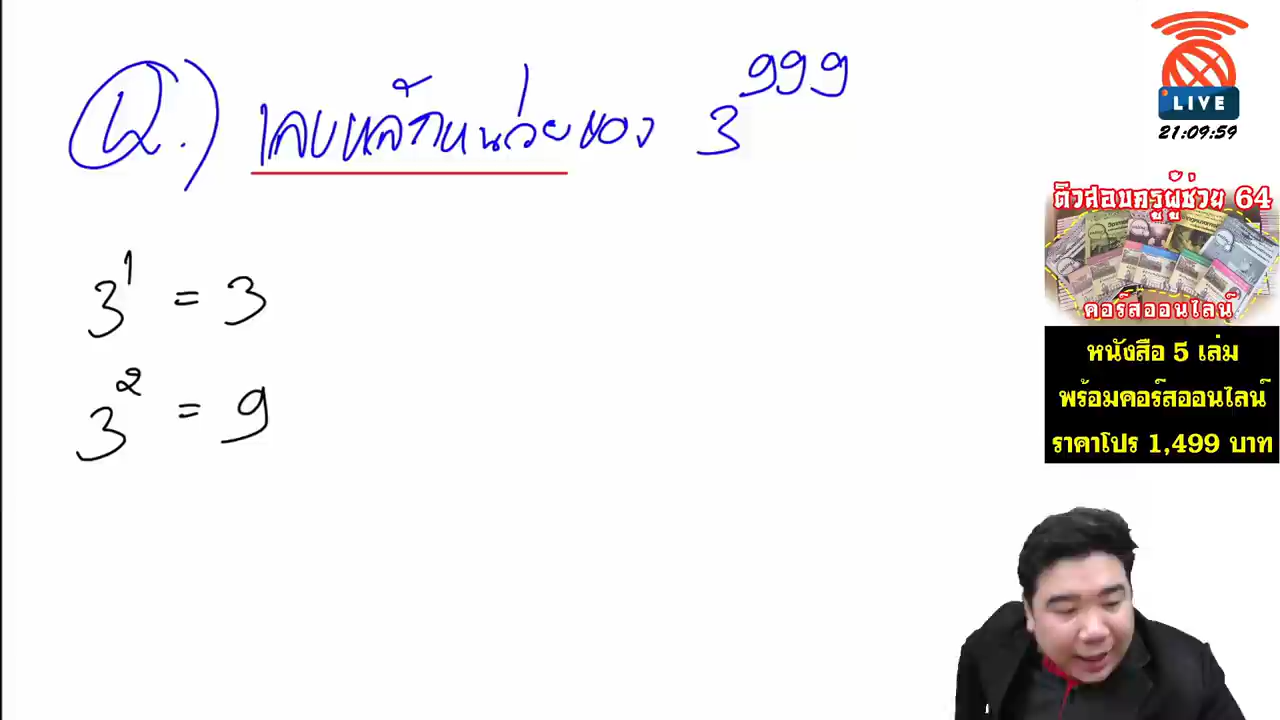 Q.) เลขหลักหน่วยของ 3^999
3^1 = 3
3^2 = 9
LIVE
21:09:59
ติวสอบครูผู้ช่วย 64
คอร์สออนไลน์
หนังสือ 5 เล่ม
พร้อมคอร์สออนไลน์
ราคาโปร 1,499 บาท